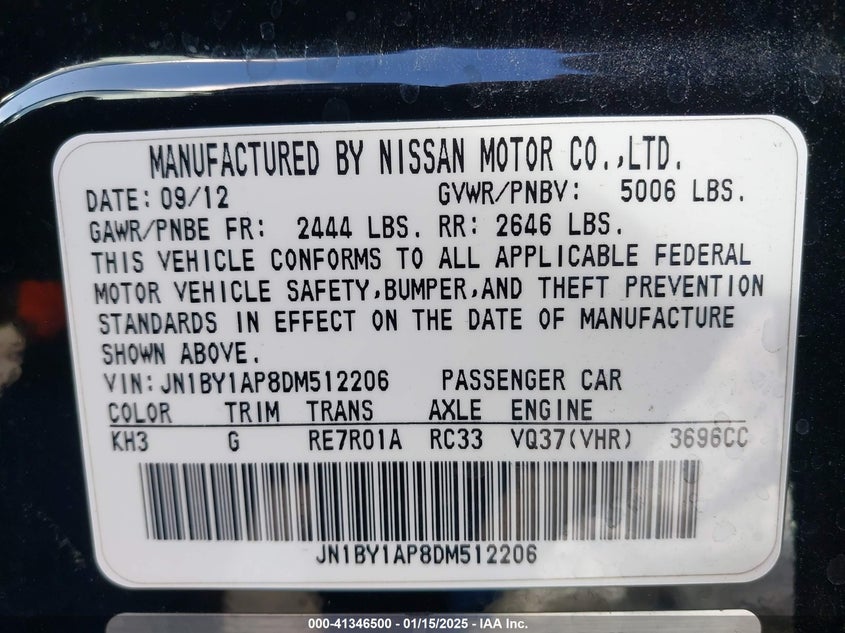 MANUFACTURED BY NISSAN MOTOR CO.,LTD.
DATE: 09/12 GVWR/PNBV: 5006 LBS.
GAWR/PNBE FR: 2444 LBS. RR: 2646 LBS.
THIS VEHICLE CONFORMS TO ALL APPLICABLE FEDERAL
MOTOR VEHICLE SAFETY,BUMPER,AND THEFT PREVENTION
STANDARDS IN EFFECT ON THE DATE OF MANUFACTURE
SHOWN ABOVE.
VIN:JN1BY1AP8DM512206 PASSENGER CAR
COLOR TRIM TRANS AXLE ENGINE
KH3 G RE7R01A RC33 VQ37(VHR) 3696CC
JN1BY1AP8DM512206
000-41346500 - 01/15/2025 - IAA Inc.